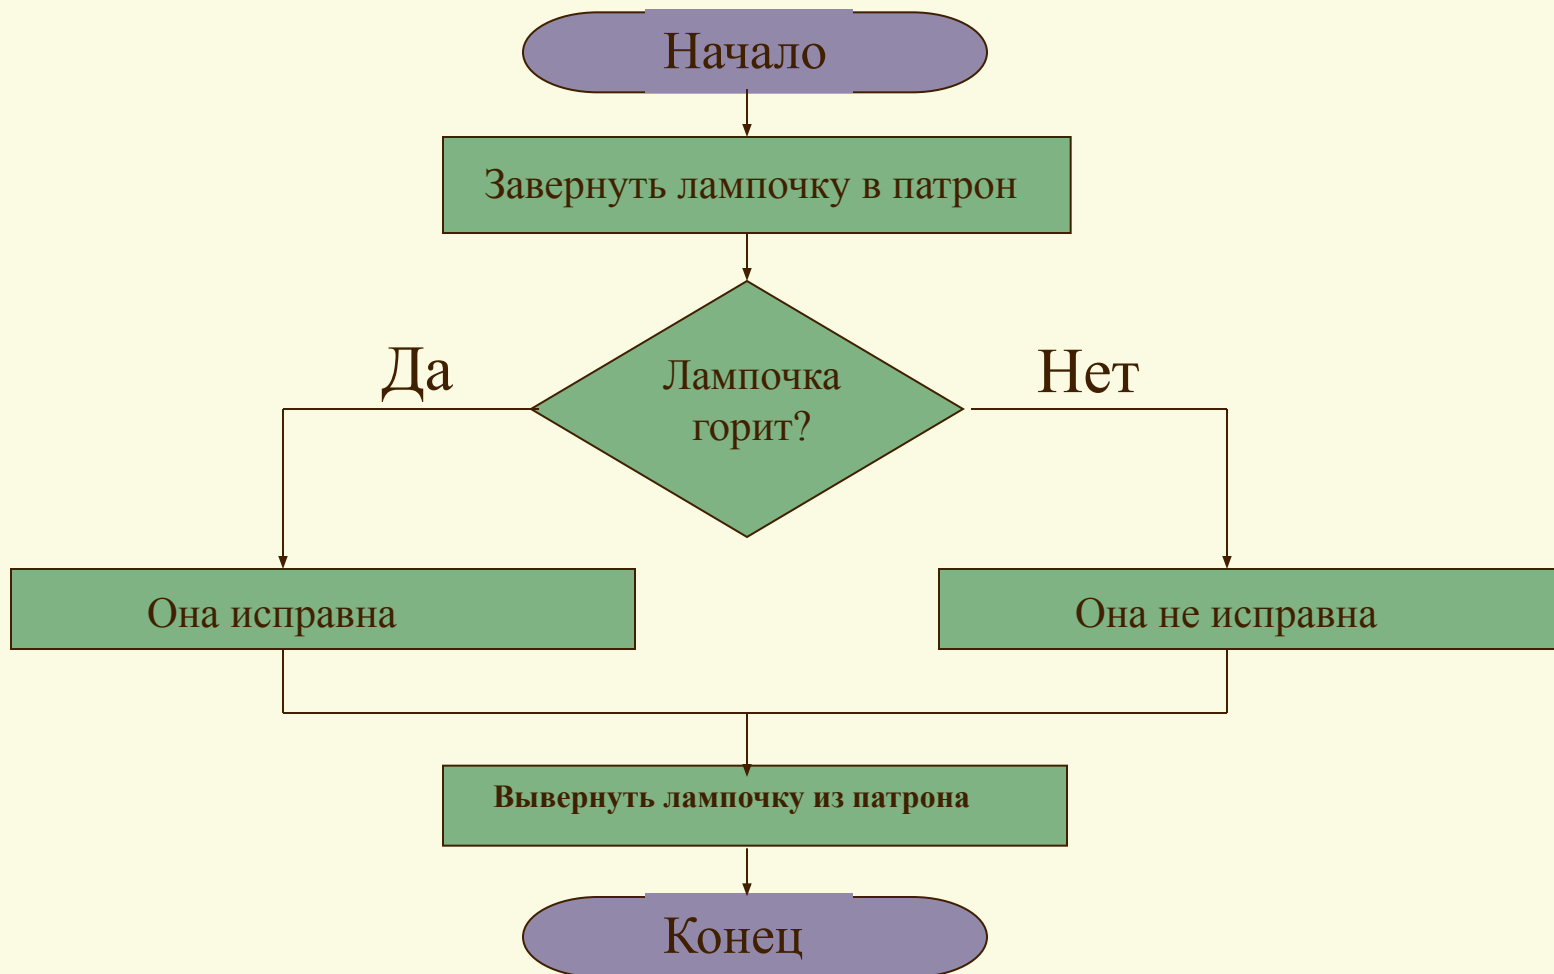 Начало
Завернуть лампочку в патрон
Да
Лампочка
горит?
Нет
Она исправна
Она не исправна
Вывернуть лампочку из патрона
Конец